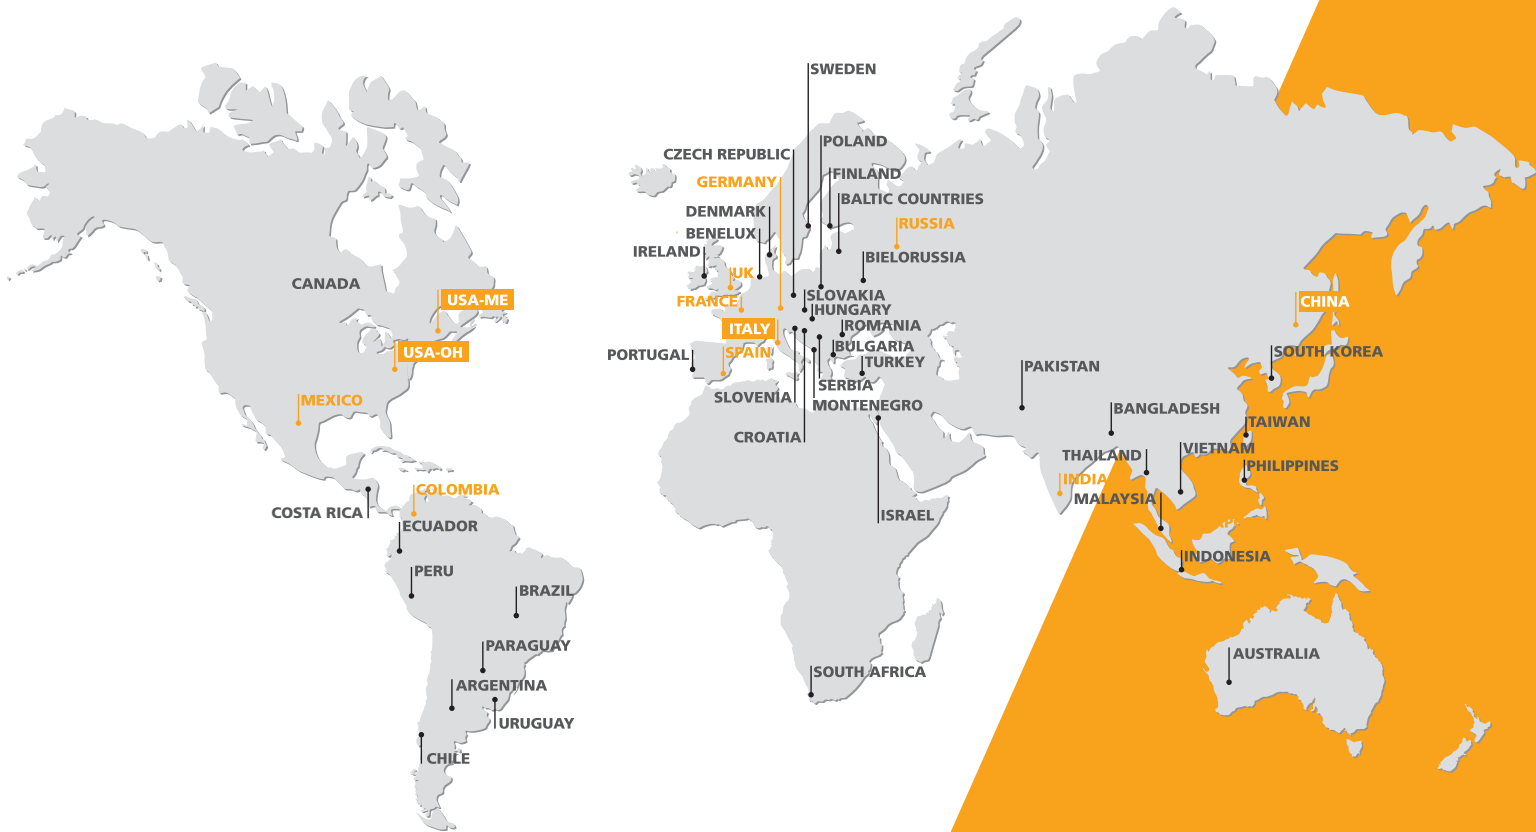 SWEDEN
POLAND
CZECH REPUBLIC
FINLAND
GERMANY
BALTIC COUNTRIES
DENMARK
RUSSIA
BENELUX
IRELAND
BIELORUSSIA
UK
CANADA
SLOVAKIA
USA-ME
FRANCE
CHINA
HUNGARY
ROMANIA
ITALY
BULGARIA
USA-OH
SPAIN
PORTUGAL
SOUTH KOREA
TURKEY
PAKISTAN
SERBIA
SLOVENIA
MEXICO
MONTENEGRO
BANGLADESH
TAIWAN
CROATIA
VIETNAM
THAILAND
PHILIPPINES
INDIA
COLOMBIA
MALAYSIA
COSTA RICA
ISRAEL
ECUADOR
INDONESIA
PERU
BRAZIL
PARAGUAY
AUSTRALIA
SOUTH AFRICA
ARGENTINA
URUGUAY
CHILE